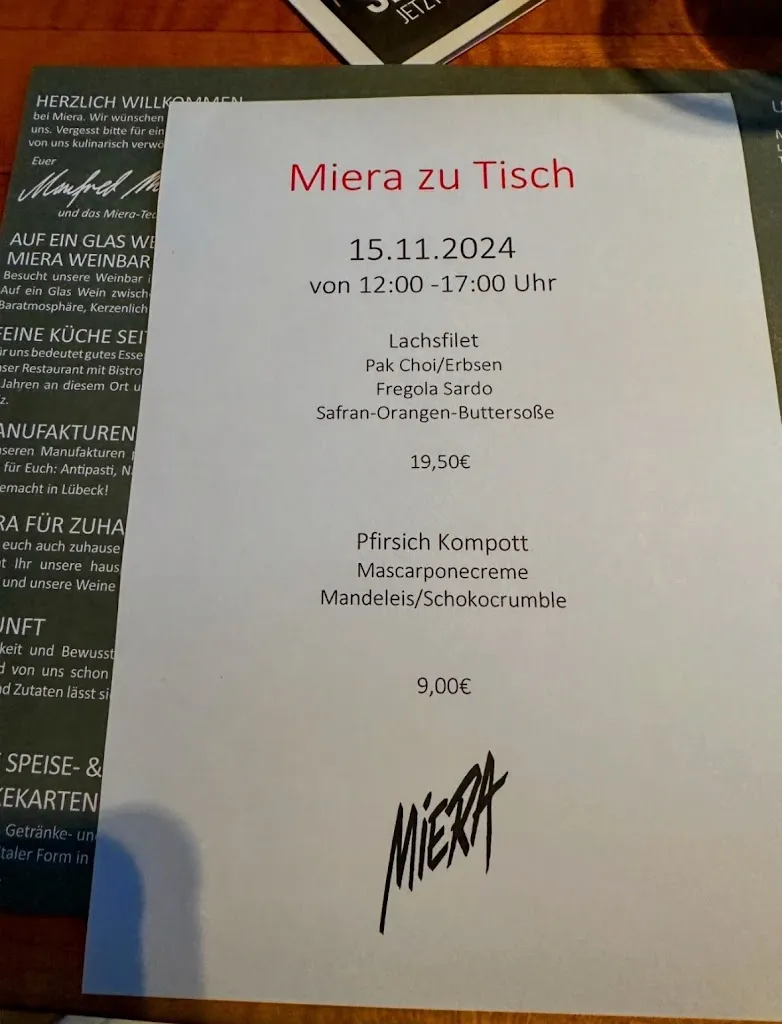 JETZT
HERZLICH WILLKOMMEN
bei Miera. Wir wünschen
uns. Vergesst bitte für ein
von uns kulinarisch verwö
Euer
Manfred
und das Miera-Tea
AUF EIN GLAS WE
MIERA WEINBAR
Besucht unsere Weinbar i
Auf ein Glas Wein zwisch
Baratmosphäre, Kerzenlich
FEINE KÜCHE SEIT
ür uns bedeutet gutes Esse
ser Restaurant mit Bistro
Jahren an diesem Ort u
z.
ANUFAKTUREN
nseren Manufakturen
für Euch: Antipasti, N
emacht in Lübeck!
RA FÜR ZUHA
euch auch zuhause
t Ihr unsere haus
und unsere Weine
UNFT
keit und Bewusst
d von uns schon
d Zutaten lässt si
SPEISE- &
KEKARTEN
Getränke- un
taler Form in
Miera zu Tisch
15.11.2024
von 12:00 -17:00 Uhr
Lachsfilet
Pak Choi/Erbsen
Fregola Sardo
Safran-Orangen-Buttersoße
19,50€
Pfirsich Kompott
Mascarponecreme
Mandeleis/Schokocrumble
9,00€
MiERA